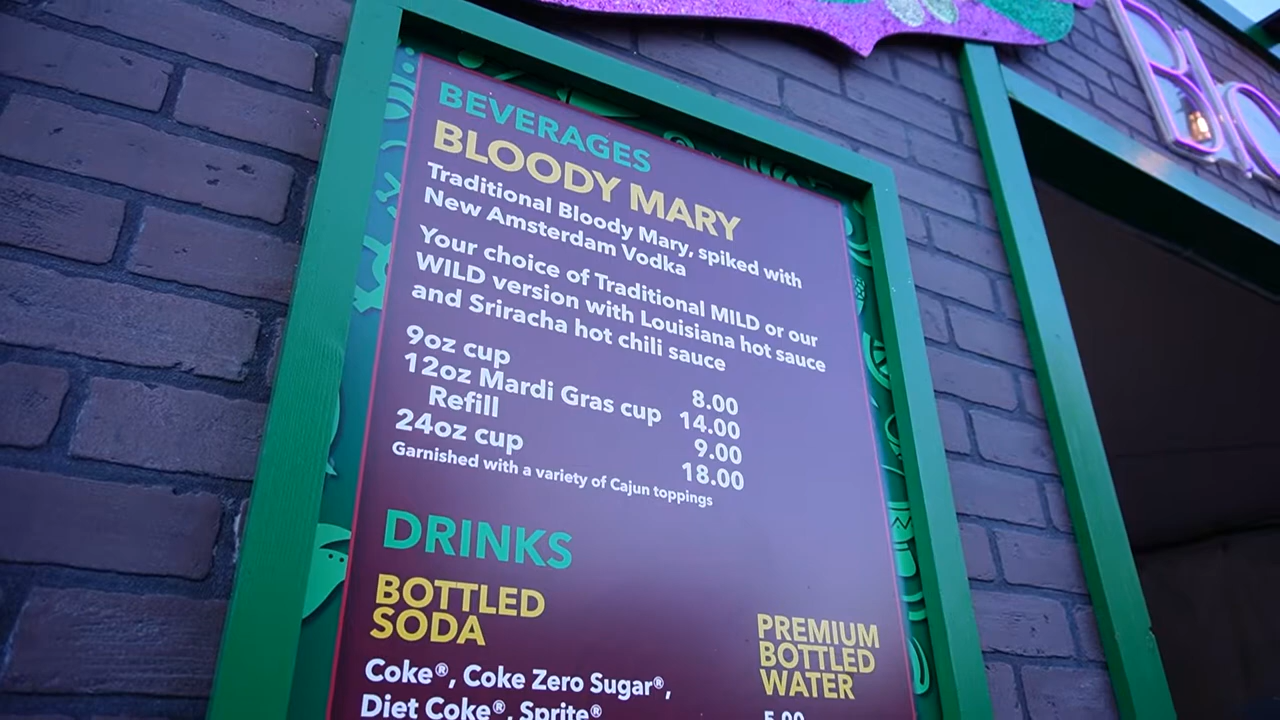 BEVERAGES
BLOODY MARY
Traditional Bloody Mary, spiked with
New Amsterdam Vodka
Your choice of Traditional MILD or our
WILD version with Louisiana hot sauce
and Sriracha hot chili sauce
9oz cup 8.00
12oz Mardi Gras cup 14.00
Refill 9.00
24oz cup 18.00
Garnished with a variety of Cajun toppings
DRINKS
BOTTLED
SODA
Coke®, Coke Zero Sugar®,
Diet Coke®, Sprite®
PREMIUM
BOTTLED
WATER
5.00